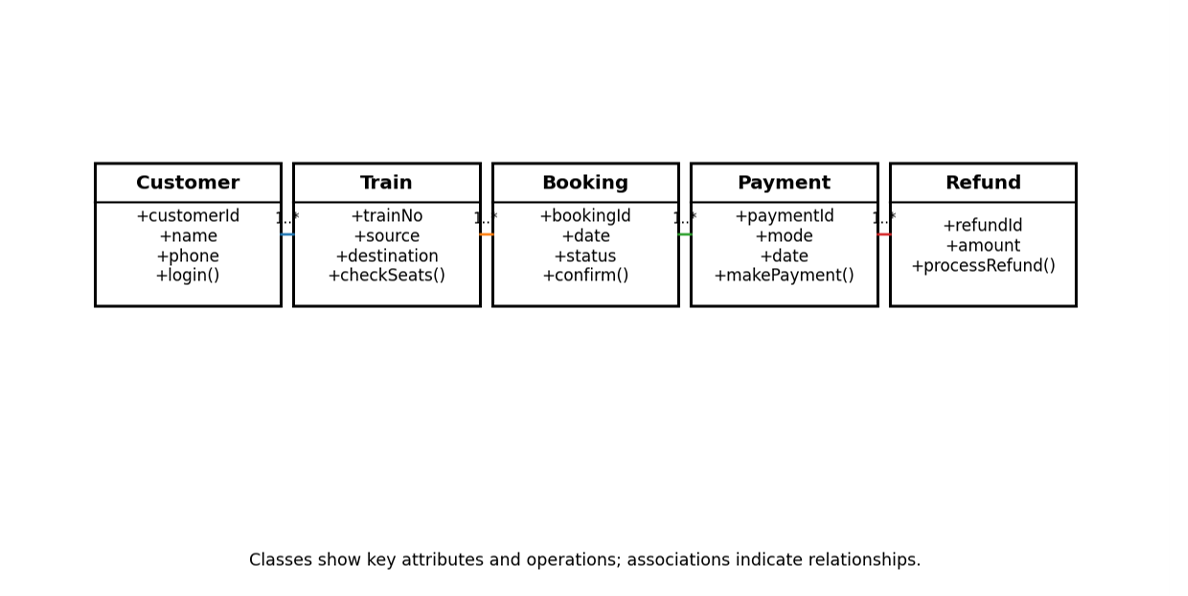 Customer
+customerId
+name
+phone
+login()
1..*
Train
+trainNo
+source
+destination
+checkSeats()
1..*
Booking
+bookingId
+date
+status
+confirm()
1..*
Payment
+paymentId
+mode
+date
+makePayment()
1..*
Refund
+refundId
+amount
+processRefund()
Classes show key attributes and operations; associations indicate relationships.